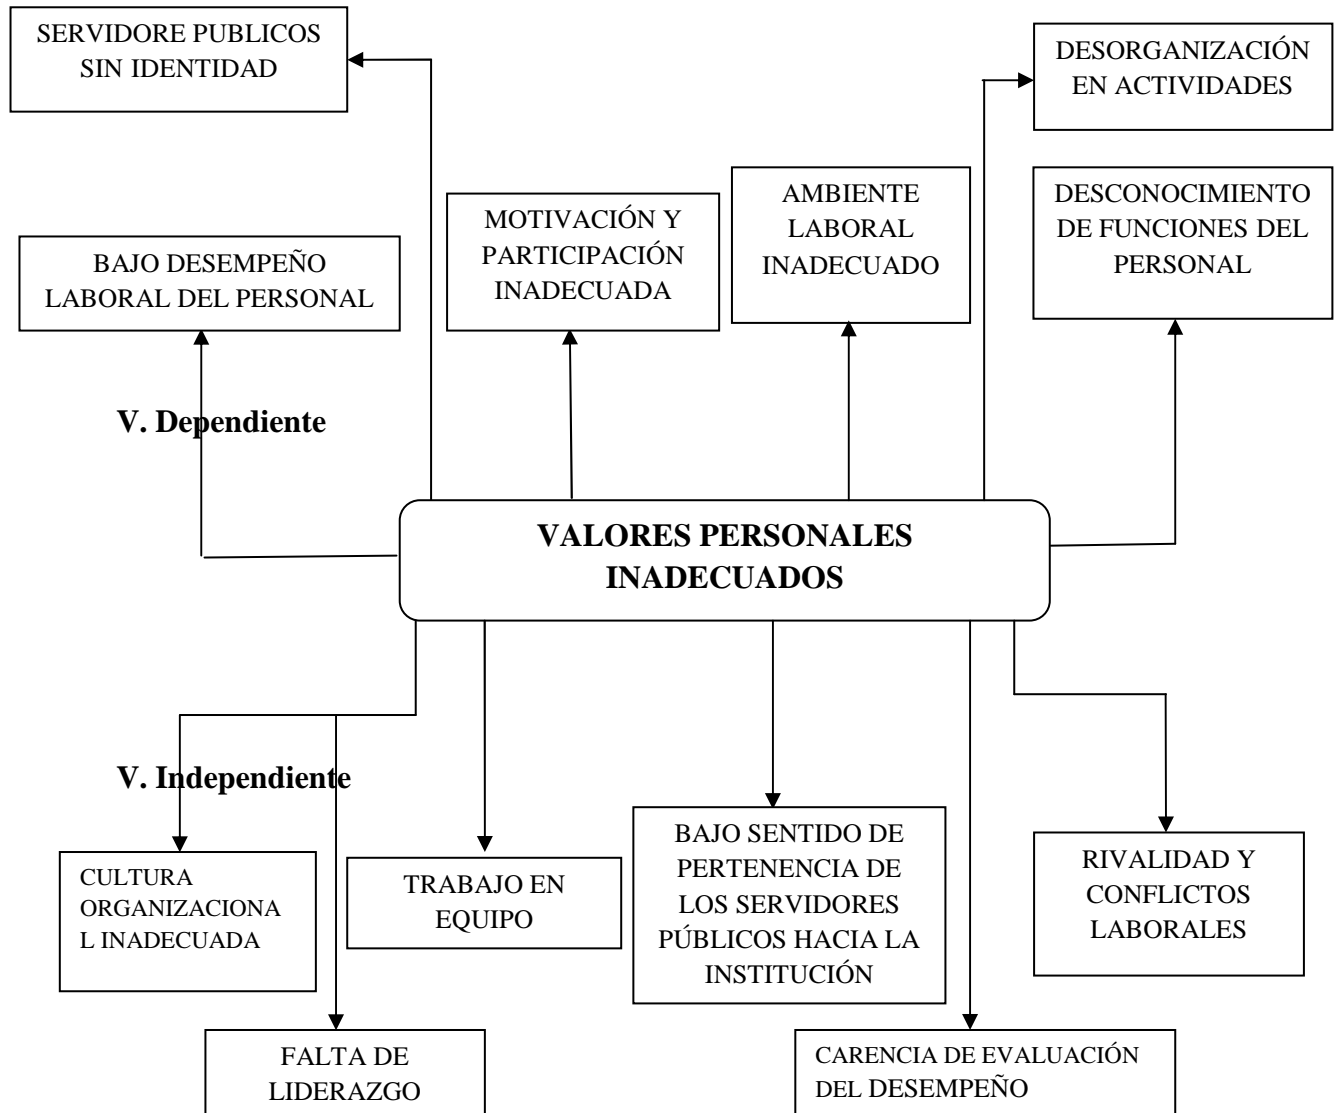 SERVIDORE PUBLICOS
SIN IDENTIDAD
DESORGANIZACIÓN
EN ACTIVIDADES
BAJO DESEMPEÑO
LABORAL DEL PERSONAL
MOTIVACIÓN Y
PARTICIPACIÓN
INADECUADA
AMBIENTE
LABORAL
INADECUADO
DESCONOCIMIENTO
DE FUNCIONES DEL
PERSONAL
V. Dependiente
VALORES PERSONALES
INADECUADOS
V. Independiente
CULTURA
ORGANIZACIONA
L INADECUADA
TRABAJO EN
EQUIPO
BAJO SENTIDO DE
PERTENENCIA DE
LOS SERVIDORES
PÚBLICOS HACIA LA
INSTITUCIÓN
RIVALIDAD Y
CONFLICTOS
LABORALES
FALTA DE
LIDERAZGO
CARENCIA DE EVALUACIÓN
DEL DESEMPEÑO